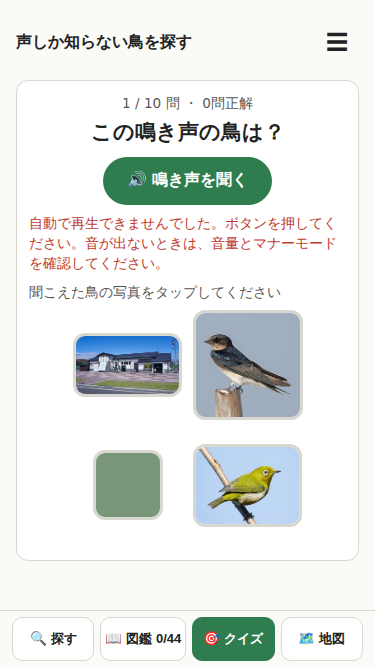 声しか知らない鳥を探す
☰
1 / 10 問 ・ 0問正解
この鳴き声の鳥は？
🔊 鳴き声を聞く
自動で再生できませんでした。ボタンを押してく
ださい。音が出ないときは、音量とマナーモード
を確認してください。
聞こえた鳥の写真をタップしてください
🔍 探す
📖 図鑑 0/44
🎯 クイズ
🗺️ 地図